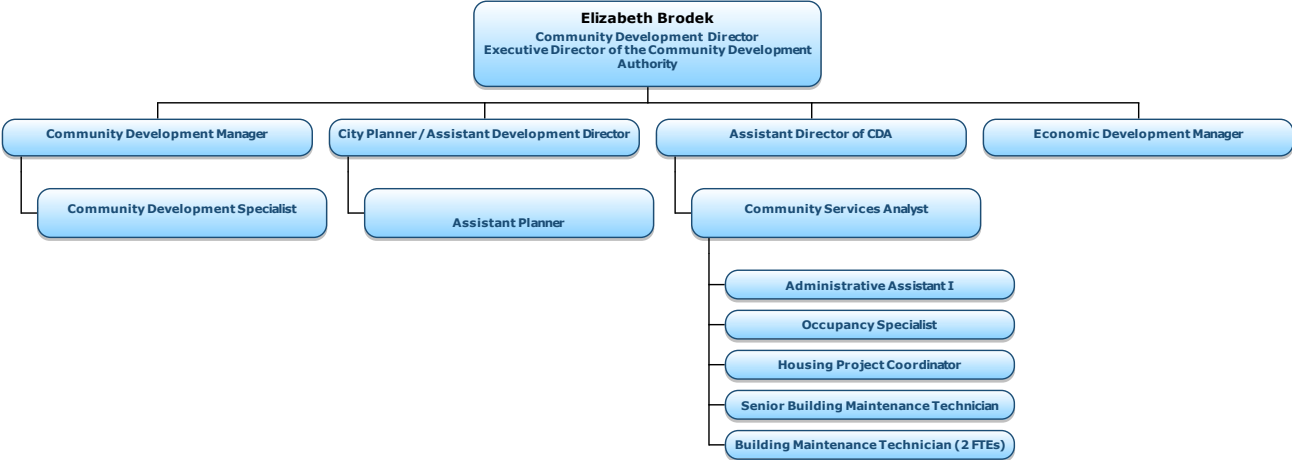 Elizabeth Brodek
Community Development Director
Executive Director of the Community Development
Authority
Community Development Manager
City Planner / Assistant Development Director
Assistant Director of CDA
Economic Development Manager
Community Development Specialist
Assistant Planner
Community Services Analyst
Administrative Assistant I
Occupancy Specialist
Housing Project Coordinator
Senior Building Maintenance Technician
Building Maintenance Technician (2 FTEs)